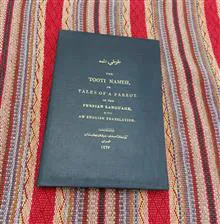 طوطی نامه
THE
TOOTI NAMEH,
OR
TALES OF A PARROT:
IN THE
PERSIAN LANGUAGE,
WITH
AN ENGLISH TRANSLATION.